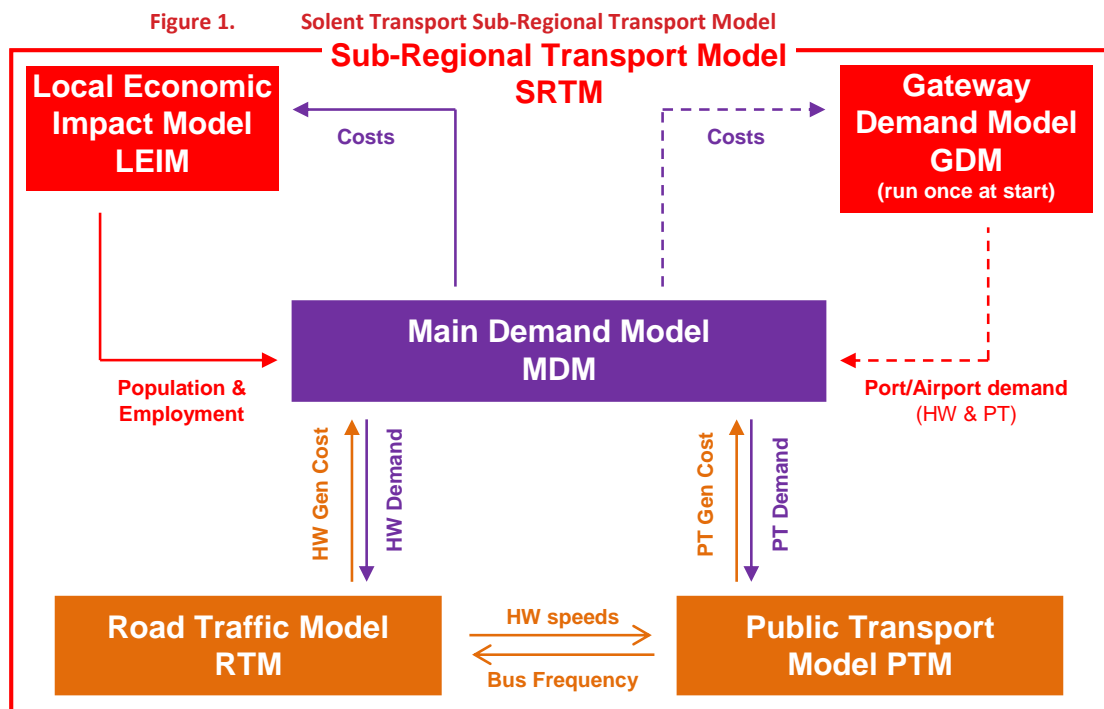 Figure 1. Solent Transport Sub-Regional Transport Model
Sub-Regional Transport Model
SRTM
Local Economic
Impact Model
LEIM
Costs
Costs
Gateway
Demand Model
GDM
(run once at start)
Main Demand Model
MDM
Population &
Employment
Port/Airport demand
(HW & PT)
HW Gen Cost
HW Demand
PT Gen Cost
PT Demand
Road Traffic Model
RTM
HW speeds
Bus Frequency
Public Transport
Model PTM